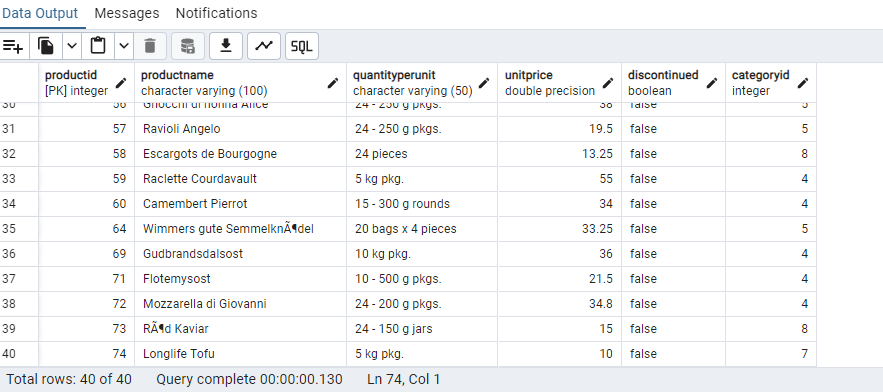 Data Output Messages Notifications
SQL
productid productname quantityperunit unitprice discontinued categoryid
[PK] integer character varying (100) character varying (50) double precision boolean integer
30 56 Gnocchi di nonna Alice 24 - 250 g pkgs. 38 false 5
31 57 Ravioli Angelo 24 - 250 g pkgs. 19.5 false 5
32 58 Escargots de Bourgogne 24 pieces 13.25 false 8
33 59 Raclette Courdavault 5 kg pkg. 55 false 4
34 60 Camembert Pierrot 15 - 300 g rounds 34 false 4
35 64 Wimmers gute SemmelknÃ¶del 20 bags x 4 pieces 33.25 false 5
36 69 Gudbrandsdalsost 10 kg pkg. 36 false 4
37 71 Flotemysost 10 - 500 g pkgs. 21.5 false 4
38 72 Mozzarella di Giovanni 24 - 200 g pkgs. 34.8 false 4
39 73 RÃ¶d Kaviar 24 - 150 g jars 15 false 8
40 74 Longlife Tofu 5 kg pkg. 10 false 7
Total rows: 40 of 40 Query complete 00:00:00.130 Ln 74, Col 1